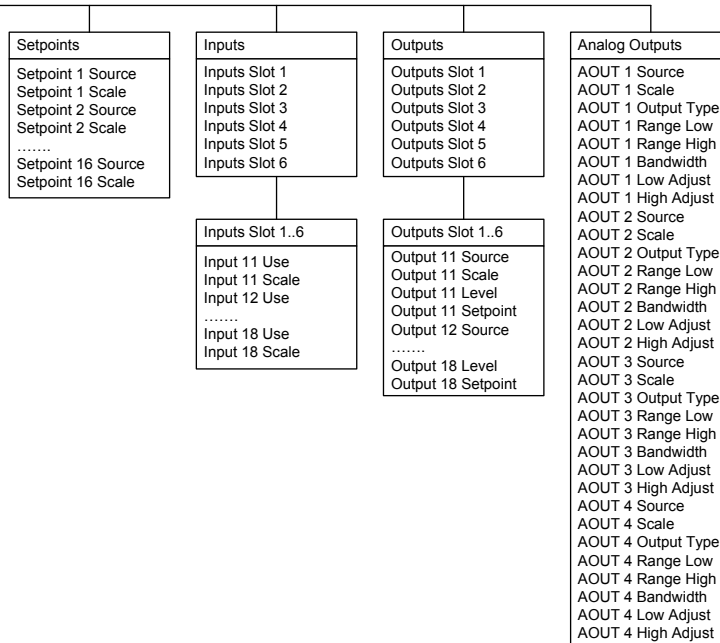 Setpoints
Setpoint 1 Source
Setpoint 1 Scale
Setpoint 2 Source
Setpoint 2 Scale
…….
Setpoint 16 Source
Setpoint 16 Scale
Inputs
Inputs Slot 1
Inputs Slot 2
Inputs Slot 3
Inputs Slot 4
Inputs Slot 5
Inputs Slot 6
Inputs Slot 1..6
Input 11 Use
Input 11 Scale
Input 12 Use
…….
Input 18 Use
Input 18 Scale
Outputs
Outputs Slot 1
Outputs Slot 2
Outputs Slot 3
Outputs Slot 4
Outputs Slot 5
Outputs Slot 6
Outputs Slot 1..6
Output 11 Source
Output 11 Scale
Output 11 Level
Output 11 Setpoint
Output 12 Source
…….
Output 18 Level
Output 18 Setpoint
Analog Outputs
AOUT 1 Source
AOUT 1 Scale
AOUT 1 Output Type
AOUT 1 Range Low
AOUT 1 Range High
AOUT 1 Bandwidth
AOUT 1 Low Adjust
AOUT 1 High Adjust
AOUT 2 Source
AOUT 2 Scale
AOUT 2 Output Type
AOUT 2 Range Low
AOUT 2 Range High
AOUT 2 Bandwidth
AOUT 2 Low Adjust
AOUT 2 High Adjust
AOUT 3 Source
AOUT 3 Scale
AOUT 3 Output Type
AOUT 3 Range Low
AOUT 3 Range High
AOUT 3 Bandwidth
AOUT 3 Low Adjust
AOUT 3 High Adjust
AOUT 4 Source
AOUT 4 Scale
AOUT 4 Output Type
AOUT 4 Range Low
AOUT 4 Range High
AOUT 4 Bandwidth
AOUT 4 Low Adjust
AOUT 4 High Adjust